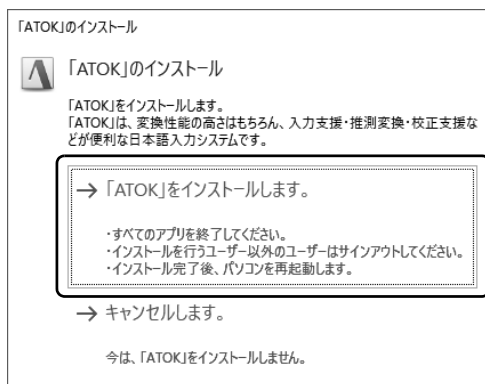 「ATOK」のインストール
「ATOK」のインストール
「ATOK」をインストールします。
「ATOK」は、変換性能の高さはもちろん、入力支援・推測変換・校正支援な
どが便利な日本語入力システムです。
→「ATOK」をインストールします。
・すべてのアプリを終了してください。
・インストールを行うユーザー以外のユーザーはサインアウトしてください。
・インストール完了後、パソコンを再起動します。
→ キャンセルします。
今は、「ATOK」をインストールしません。